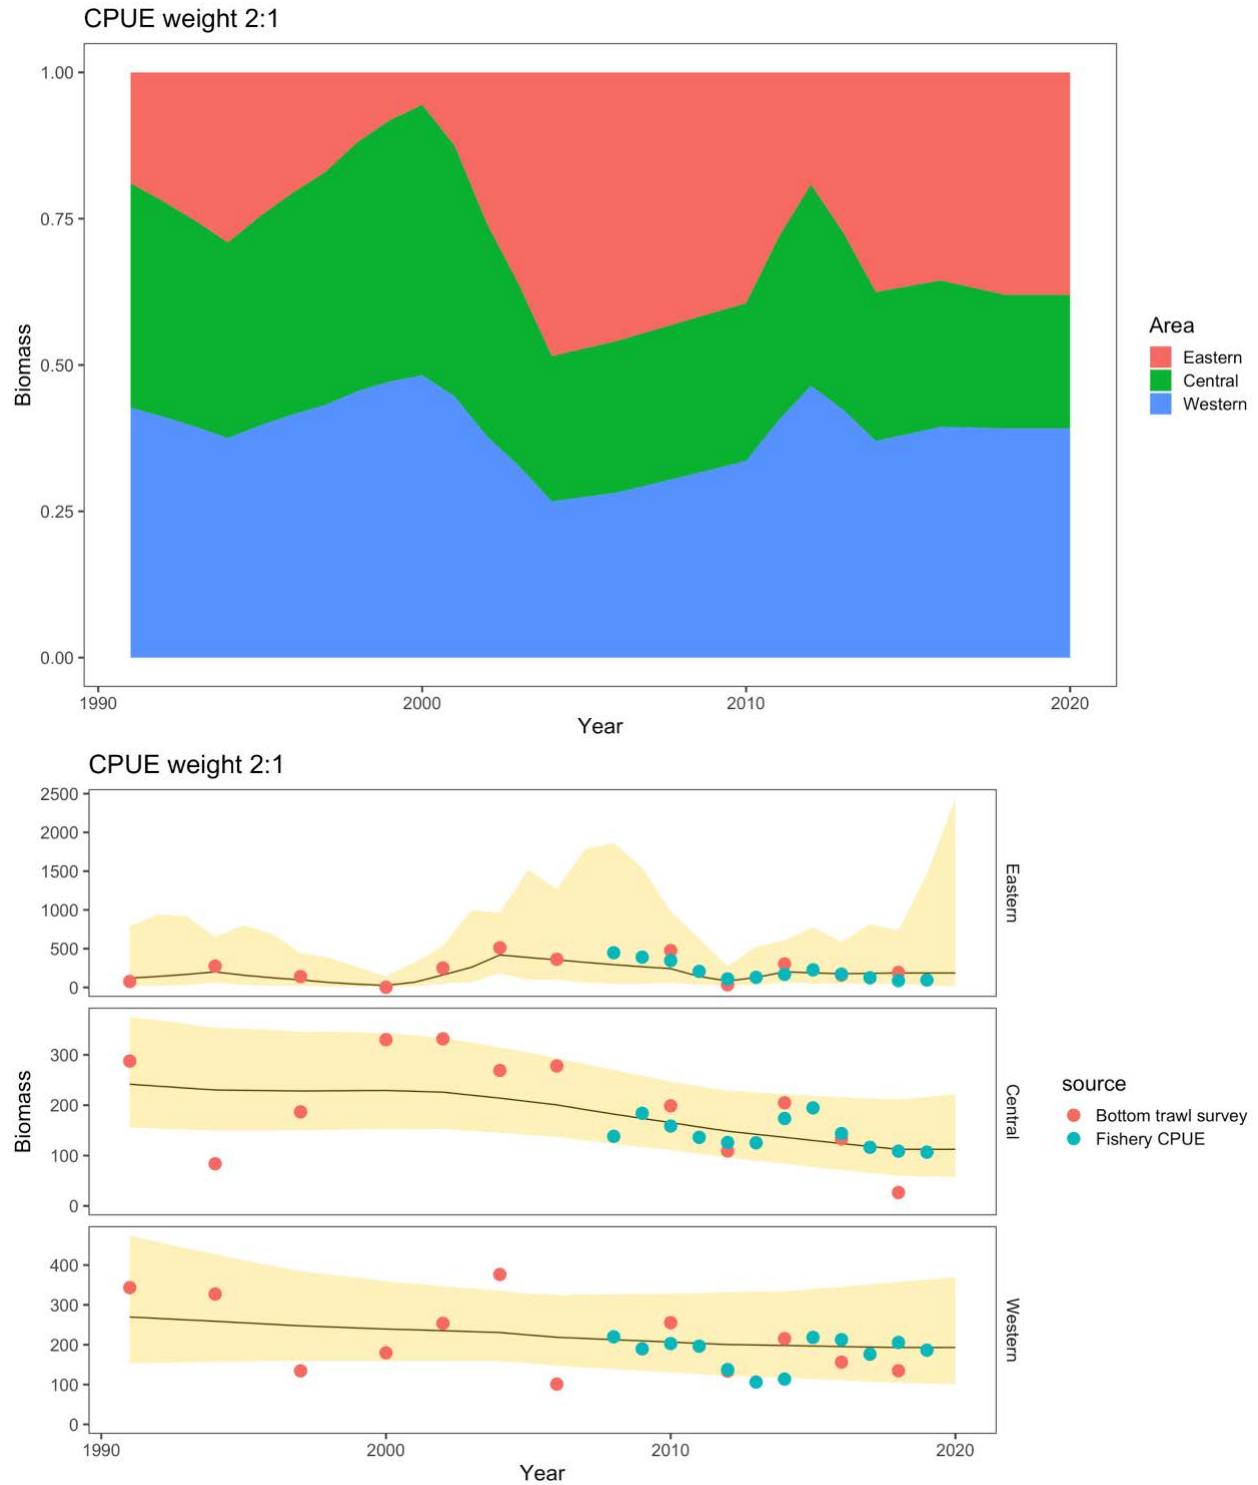 CPUE weight 2:1
1.00
0.75
0.50
0.25
0.00
Biomass
1990 2000 2010 2020
Year
Area
Eastern
Central
Western
CPUE weight 2:1
2500
2000
1500
1000
500
0
Eastern
300
200
100
0
Central
Biomass
400
300
200
100
0
Western
1990 2000 2010 2020
Year
source
Bottom trawl survey
Fishery CPUE